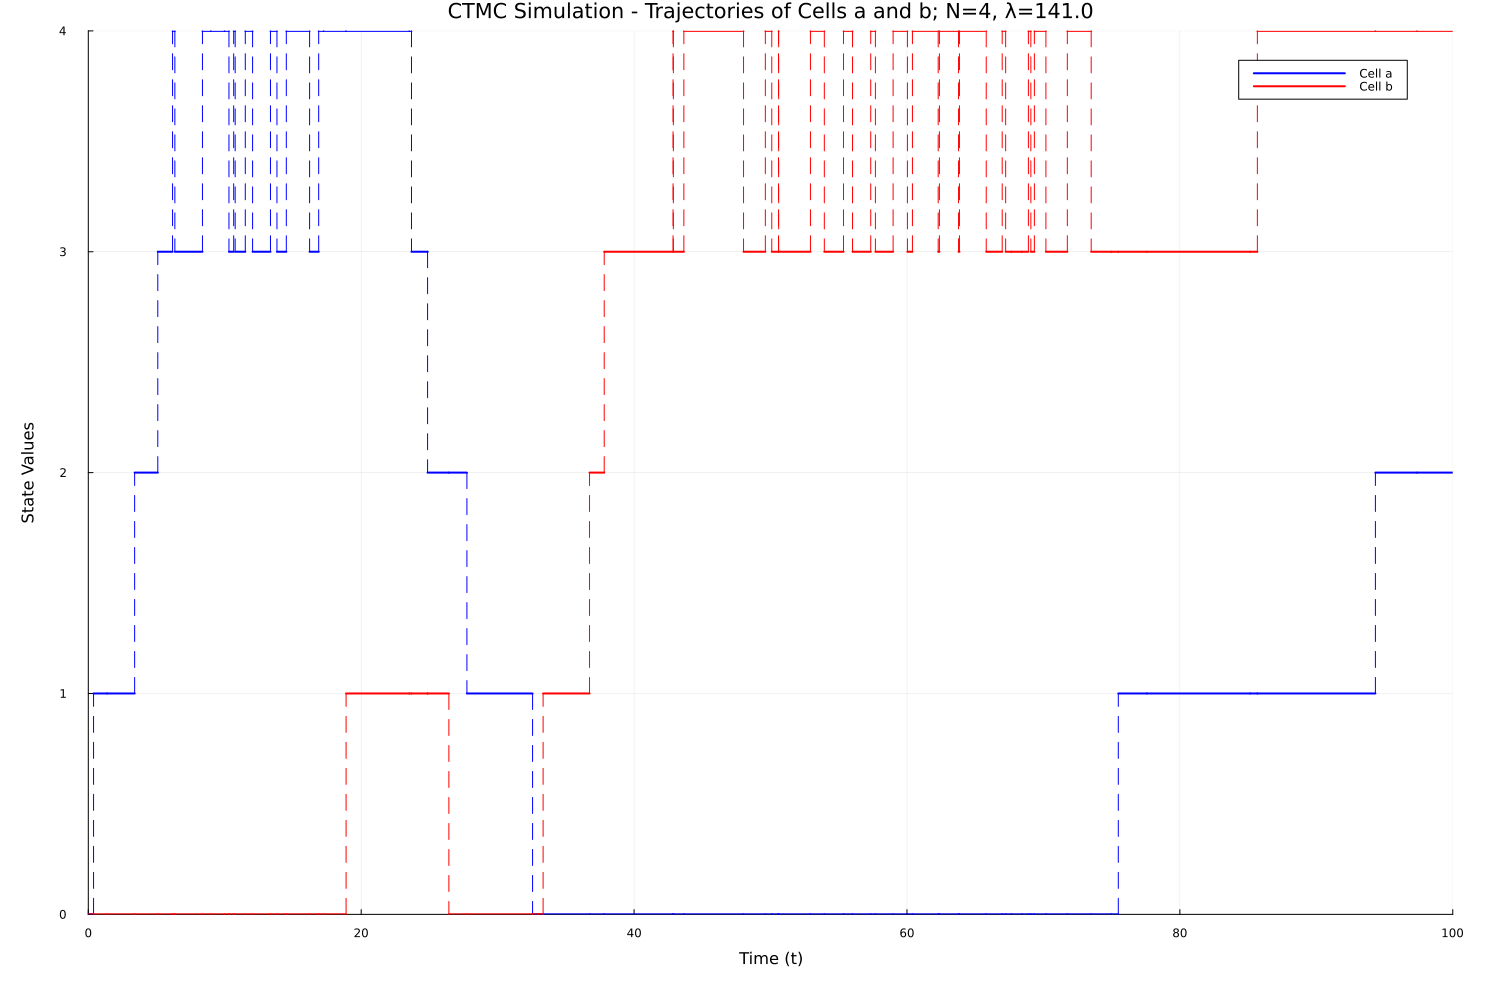 CTMC Simulation - Trajectories of Cells a and b; N=4, λ=141.0
4
Cell a
Cell b
3
State Values
2
1
0
0 20 40 60 80 100
Time (t)